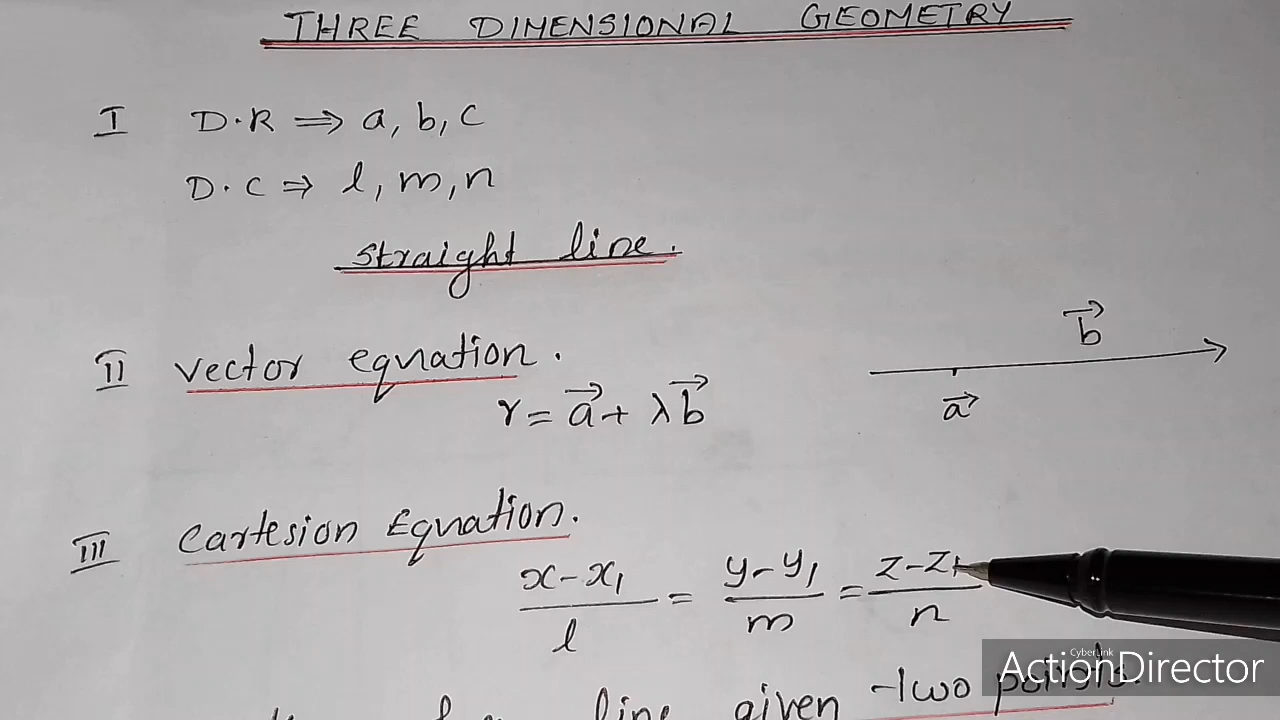 THREE DIMENSIONAL GEOMETRY
I D.R ⇒ a, b, c
D.C ⇒ l, m, n
straight line.
II vector equation.
b⃗
r = a⃗ + λb⃗
a⃗
III Cartesion Equation.
x-x₁/l = y-y₁/m = z-z₁/n
line given two points.
CyberLink
ActionDirector